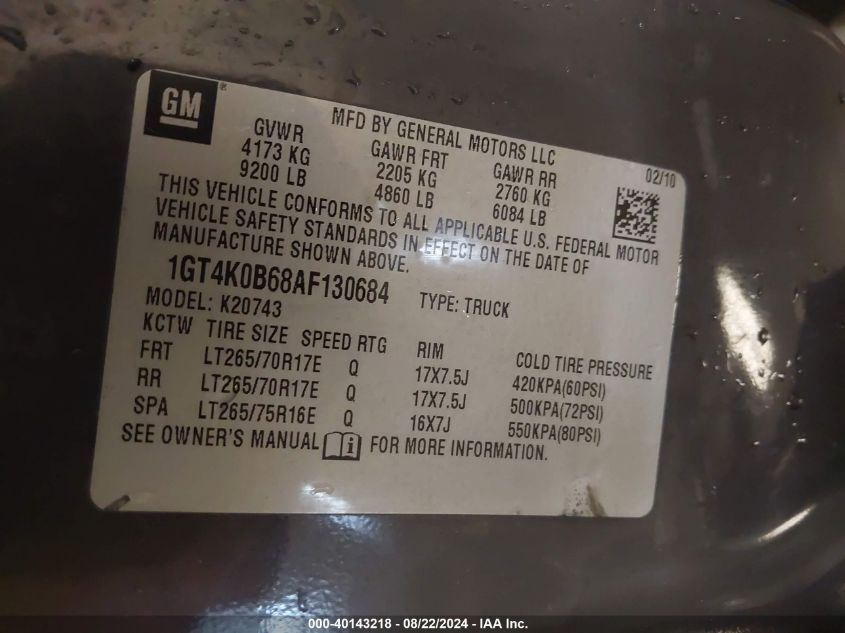 GM
MFD BY GENERAL MOTORS LLC
02/10
GVWR GAWR FRT GAWR RR
4173 KG 2205 KG 2760 KG
9200 LB 4860 LB 6084 LB
THIS VEHICLE CONFORMS TO ALL APPLICABLE U.S. FEDERAL MOTOR
VEHICLE SAFETY STANDARDS IN EFFECT ON THE DATE OF
MANUFACTURE SHOWN ABOVE.
1GT4K0B68AF130684 TYPE: TRUCK
MODEL: K20743
KCTW TIRE SIZE SPEED RTG RIM COLD TIRE PRESSURE
FRT LT265/70R17E Q 17X7.5J 420KPA(60PSI)
RR LT265/70R17E Q 17X7.5J 500KPA(72PSI)
SPA LT265/75R16E Q 16X7J 550KPA(80PSI)
SEE OWNER'S MANUAL FOR MORE INFORMATION.
000-40143218 - 08/22/2024 - IAA Inc.